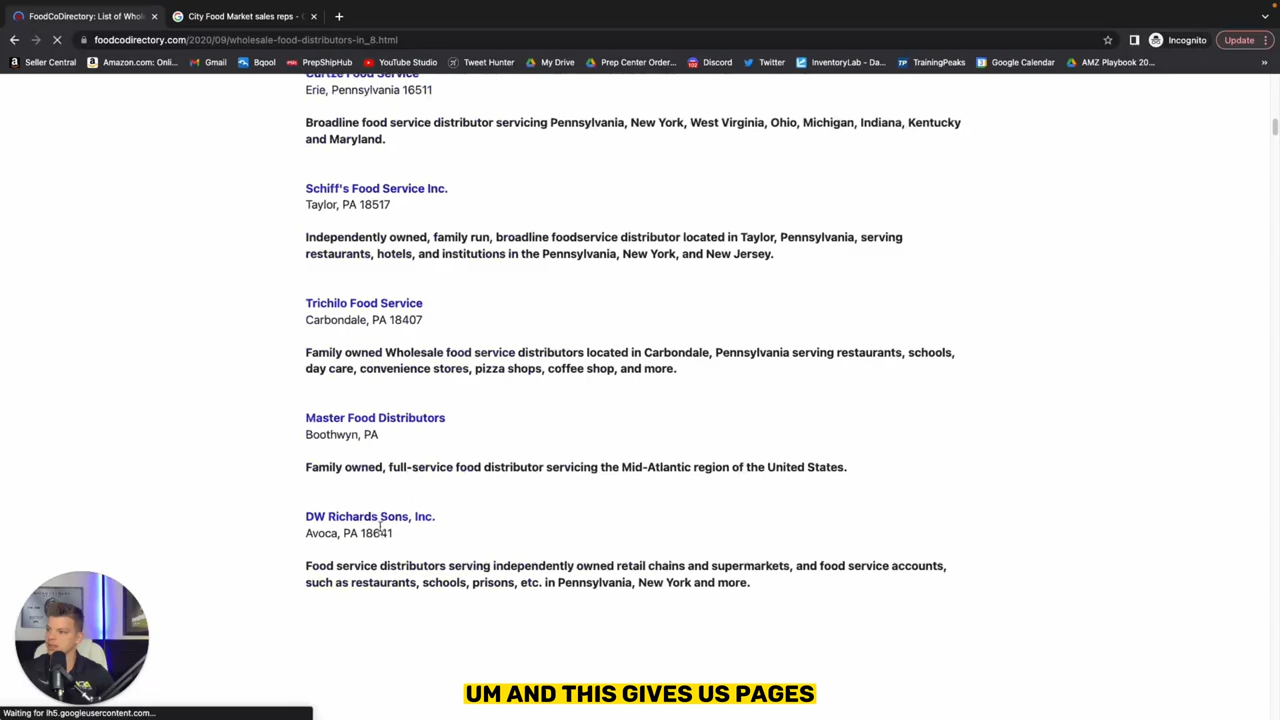 FoodCoDirectory: List of Whole
City Food Market sales reps - G
foodcodirectory.com/2020/09/wholesale-food-distributors-in_8.html
Incognito
Update
Seller Central
Amazon.com: Onli...
Gmail
Bqool
PrepShipHub
YouTube Studio
Tweet Hunter
My Drive
Prep Center Order...
Discord
Twitter
InventoryLab - Da...
TrainingPeaks
Google Calendar
AMZ Playbook 20...
Curtze Food Service
Erie, Pennsylvania 16511
Broadline food service distributor servicing Pennsylvania, New York, West Virginia, Ohio, Michigan, Indiana, Kentucky
and Maryland.
Schiff's Food Service Inc.
Taylor, PA 18517
Independently owned, family run, broadline foodservice distributor located in Taylor, Pennsylvania, serving
restaurants, hotels, and institutions in the Pennsylvania, New York, and New Jersey.
Trichilo Food Service
Carbondale, PA 18407
Family owned Wholesale food service distributors located in Carbondale, Pennsylvania serving restaurants, schools,
day care, convenience stores, pizza shops, coffee shop, and more.
Master Food Distributors
Boothwyn, PA
Family owned, full-service food distributor servicing the Mid-Atlantic region of the United States.
DW Richards Sons, Inc.
Avoca, PA 18641
Food service distributors serving independently owned retail chains and supermarkets, and food service accounts,
such as restaurants, schools, prisons, etc. in Pennsylvania, New York and more.
UM AND THIS GIVES US PAGES
Waiting for lh5.googleusercontent.com...